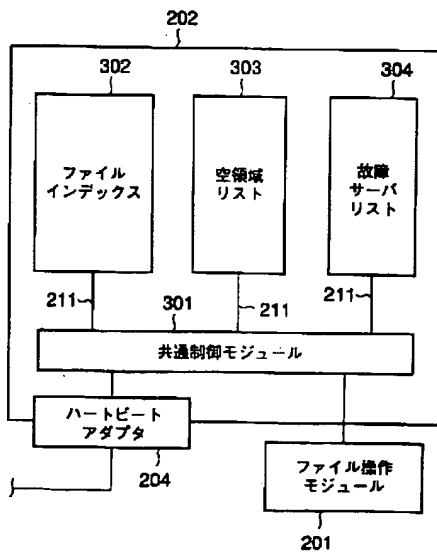 202
302
303
304
ファイル
インデックス
空領域
リスト
故障
サーバ
リスト
211
301
211
211
共通制御モジュール
ハートビート
アダプタ
204
ファイル操作
モジュール
201